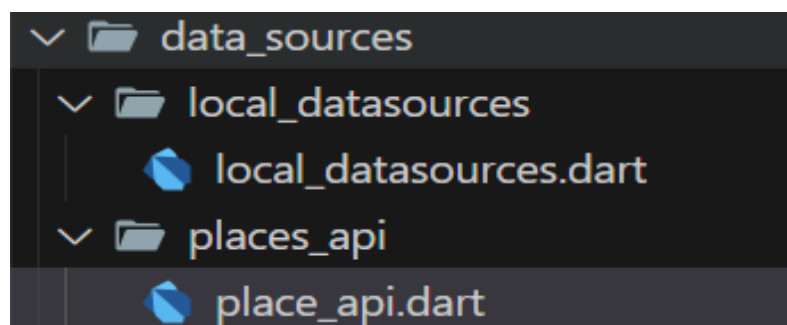 data_sources
local_datasources
local_datasources.dart
places_api
place_api.dart